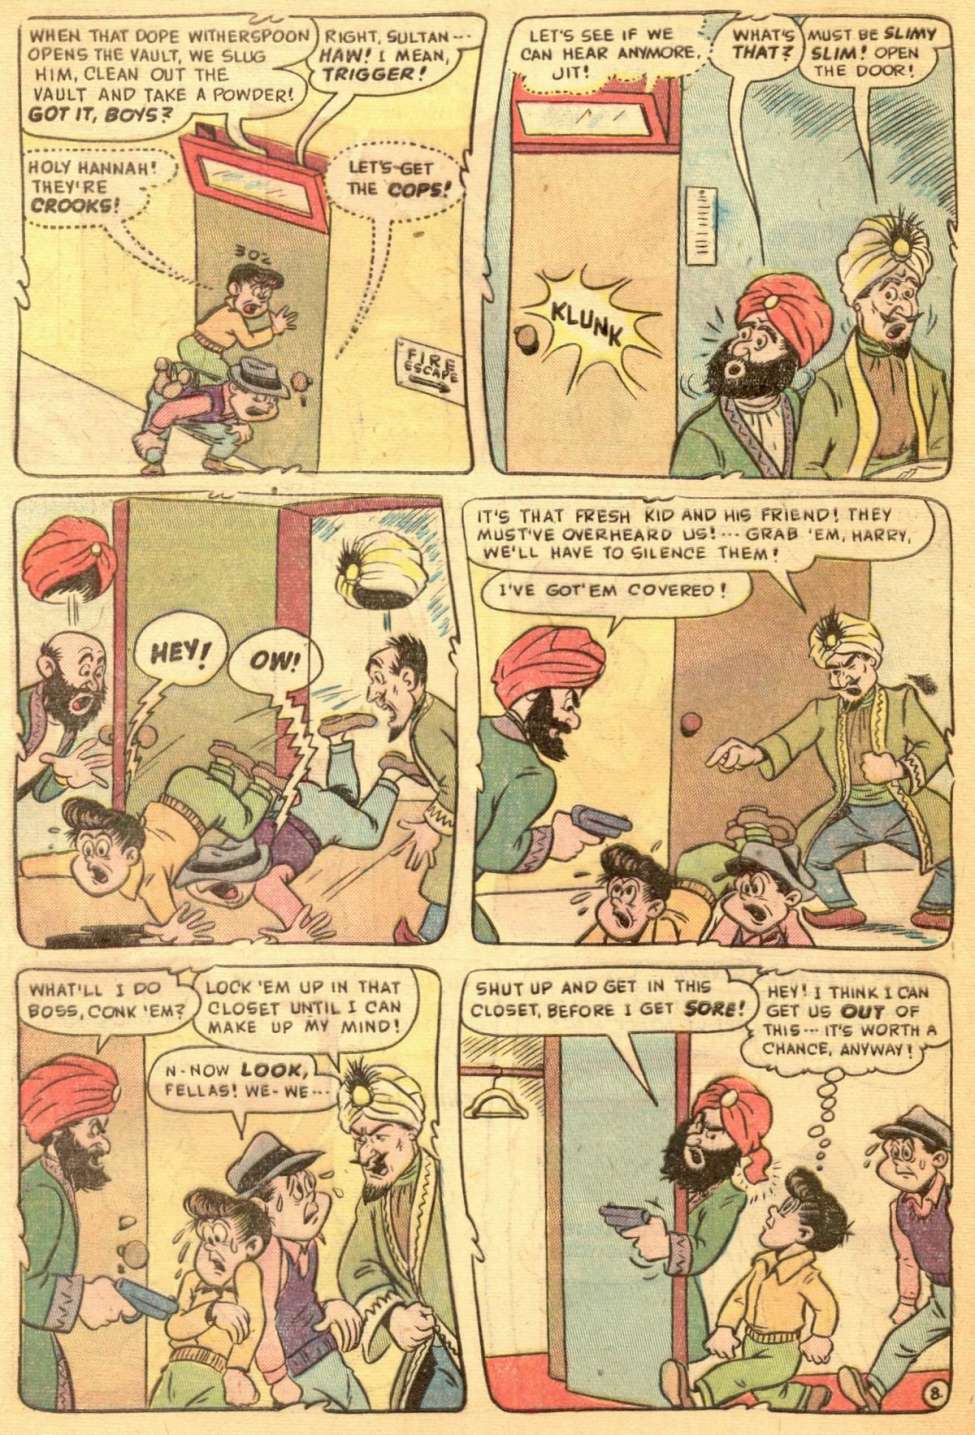 WHEN THAT DOPE WITHERSPOON
OPENS THE VAULT, WE SLUG
HIM, CLEAN OUT THE
VAULT AND TAKE A POWDER!
GOT IT, BOYS?
RIGHT, SULTAN---
HAW! I MEAN,
TRIGGER!
HOLY HANNAH!
THEY'RE
CROOKS!
LET'S GET
THE COPS!
302
FIRE
ESCAPE
LET'S SEE IF WE
CAN HEAR ANYMORE,
JIT!
WHAT'S
THAT?
MUST BE SLIMY
SLIM! OPEN
THE DOOR!
KLUNK
HEY!
OW!
IT'S THAT FRESH KID AND HIS FRIEND! THEY
MUST'VE OVERHEARD US!--- GRAB 'EM, HARRY,
WE'LL HAVE TO SILENCE THEM!
I'VE GOT 'EM COVERED!
WHAT'LL I DO
BOSS, CONK 'EM?
LOCK 'EM UP IN THAT
CLOSET UNTIL I CAN
MAKE UP MY MIND!
N-NOW LOOK,
FELLAS! WE-WE---
SHUT UP AND GET IN THIS
CLOSET, BEFORE I GET SORE!
HEY! I THINK I CAN
GET US OUT OF
THIS--- IT'S WORTH A
CHANCE, ANYWAY!
8